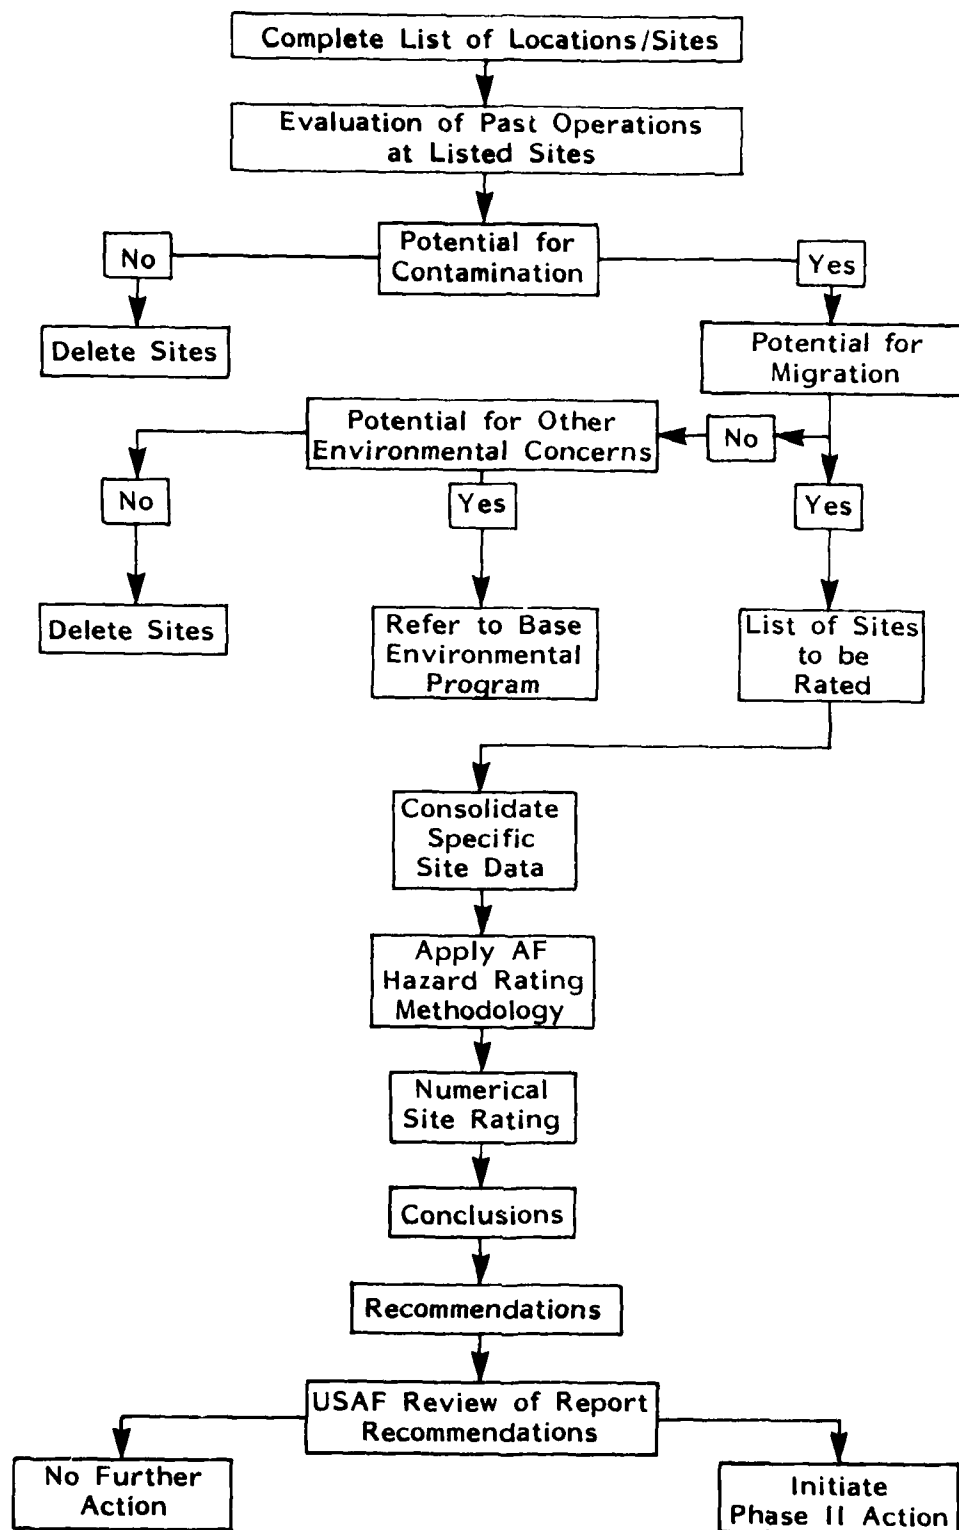 Complete List of Locations/Sites
Evaluation of Past Operations
at Listed Sites
Potential for
Contamination
No
Yes
Delete Sites
Potential for
Migration
Potential for Other
Environmental Concerns
No
No
Yes
Yes
Delete Sites
Refer to Base
Environmental
Program
List of Sites
to be
Rated
Consolidate
Specific
Site Data
Apply AF
Hazard Rating
Methodology
Numerical
Site Rating
Conclusions
Recommendations
USAF Review of Report
Recommendations
No Further
Action
Initiate
Phase II Action